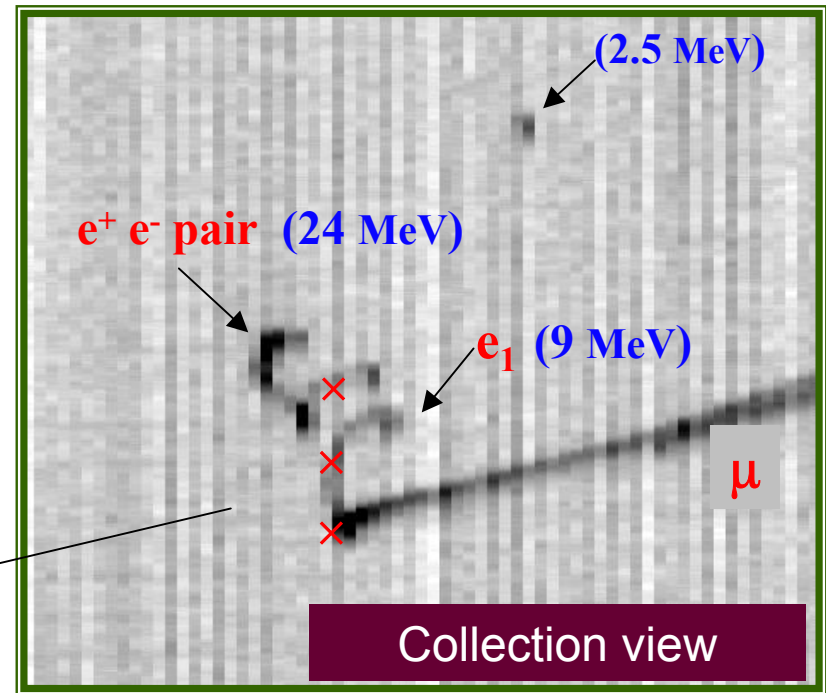 (2.5 MeV)
e⁺ e⁻ pair (24 MeV)
e₁ (9 MeV)
μ
Collection view